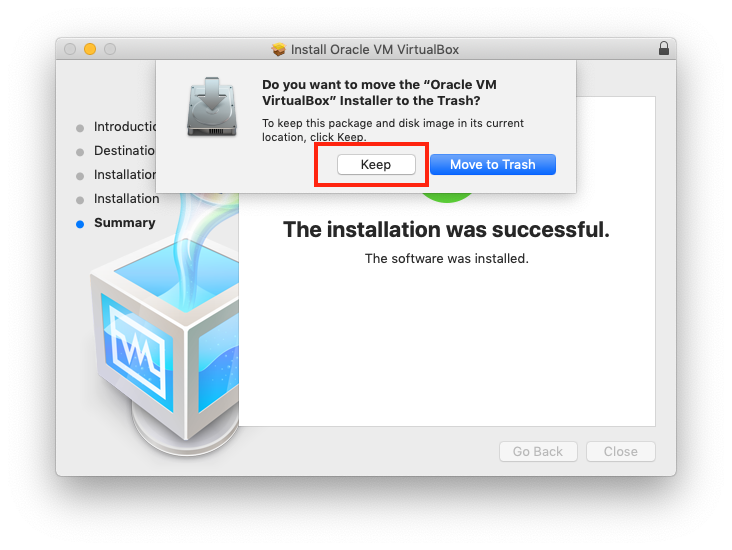 Install Oracle VM VirtualBox
Do you want to move the “Oracle VM
VirtualBox” Installer to the Trash?
To keep this package and disk image in its current
location, click Keep.
Keep
Move to Trash
Introductio
Destinatio
Installation
Installation
Summary
The installation was successful.
The software was installed.
Go Back
Close